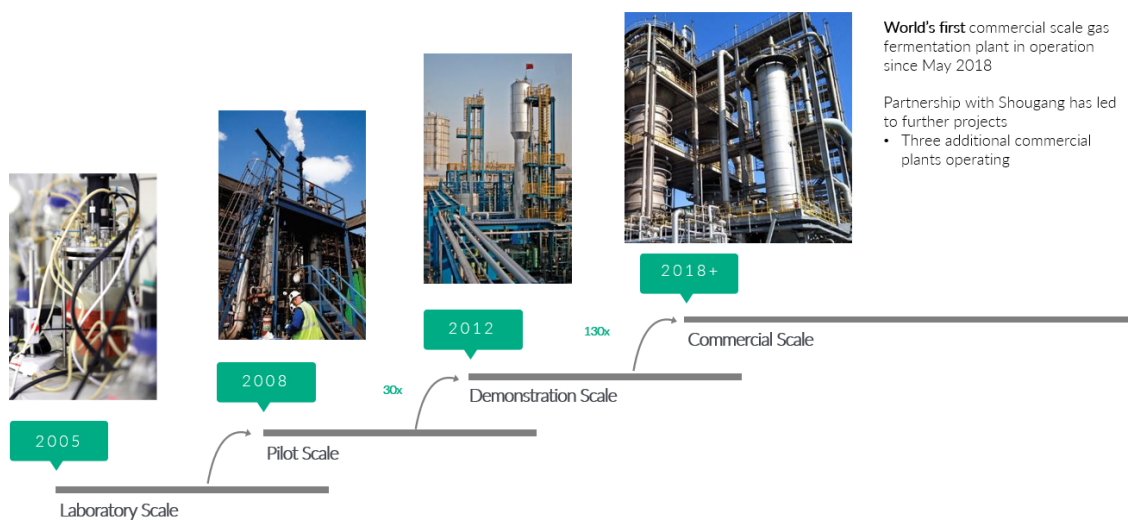 World's first commercial scale gas
fermentation plant in operation
since May 2018
Partnership with Shougang has led
to further projects
• Three additional commercial
plants operating
2018+
130x
Commercial Scale
2012
30x
Demonstration Scale
2008
Pilot Scale
2005
Laboratory Scale